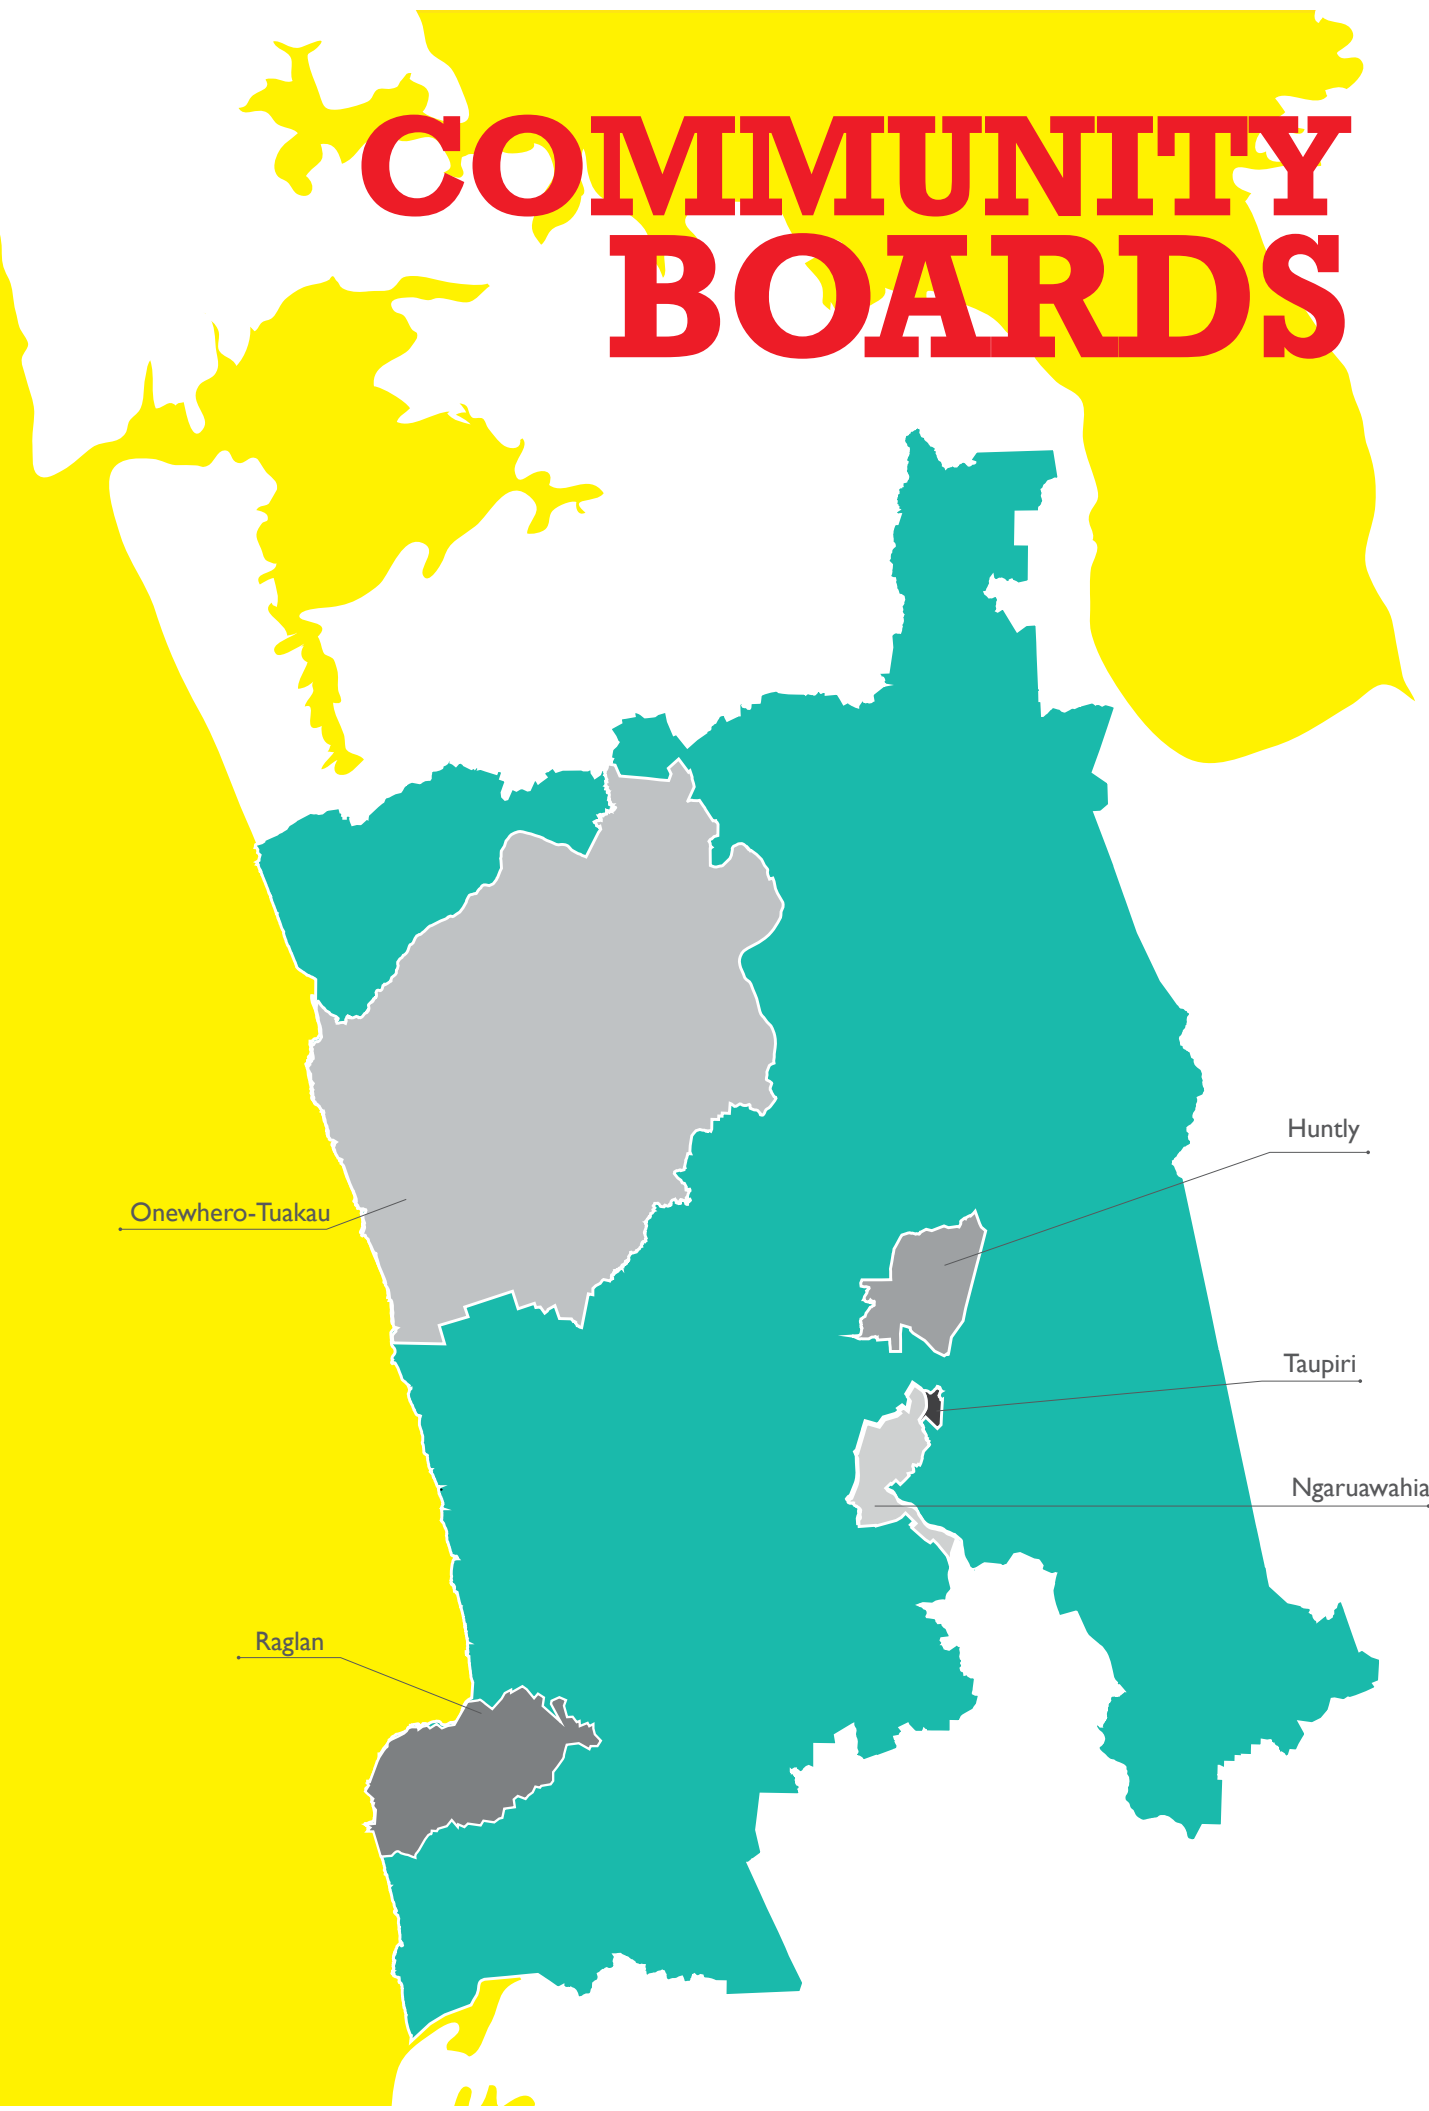 COMMUNITY
BOARDS
Huntly
Onewhero-Tuakau
Taupiri
Ngaruawahia
Raglan